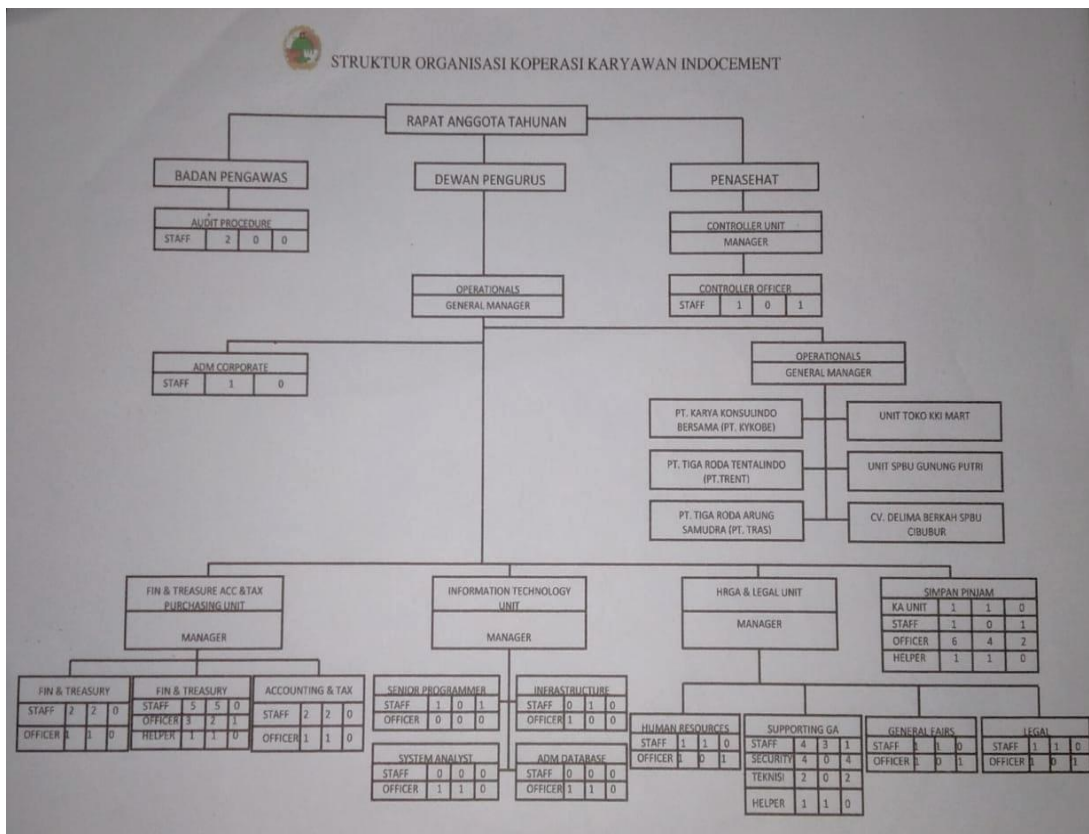 STRUKTUR ORGANISASI KOPERASI KARYAWAN INDOCEMENT
RAPAT ANGGOTA TAHUNAN
BADAN PENGAWAS
DEWAN PENGURUS
PENASEHAT
AUDIT PROCEDURE
STAFF 2 0 0
CONTROLLER UNIT
MANAGER
OPERATIONALS
GENERAL MANAGER
CONTROLLER OFFICER
STAFF 1 0 1
ADM CORPORATE
STAFF 1 0
OPERATIONALS
GENERAL MANAGER
PT. KARYA KONSULINDO
BERSAMA (PT. KYKOBE)
UNIT TOKO KKI MART
PT. TIGA RODA TENTALINDO
(PT.TRENT)
UNIT SPBU GUNUNG PUTRI
PT. TIGA RODA ARUNG
SAMUDRA (PT. TRAS)
CV. DELIMA BERKAH SPBU
CIBUBUR
FIN & TREASURE ACC &TAX
PURCHASING UNIT
MANAGER
INFORMATION TECHNOLOGY
UNIT
MANAGER
HRGA & LEGAL UNIT
MANAGER
SIMPAN PINJAM
KA UNIT 1 1 0
STAFF 1 0 1
OFFICER 6 4 2
HELPER 1 1 0
FIN & TREASURY
STAFF 2 2 0
OFFICER 1 1 0
FIN & TREASURY
STAFF 5 5 0
OFFICER 3 2 1
HELPER 1 1 0
ACCOUNTING & TAX
STAFF 2 2 0
OFFICER 1 1 0
SENIOR PROGRAMMER
STAFF 1 0 1
OFFICER 0 0 0
INFRASTRUCTURE
STAFF 0 1 0
OFFICER 1 0 0
SYSTEM ANALYST
STAFF 0 0 0
OFFICER 1 1 0
ADM DATABASE
STAFF 0 0 0
OFFICER 1 1 0
HUMAN RESOURCES
STAFF 1 1 0
OFFICER 1 0 1
SUPPORTING GA
STAFF 4 3 1
SECURITY 4 0 4
TEKNISI 2 0 2
HELPER 1 1 0
GENERAL FAIRS
STAFF 1 1 0
OFFICER 1 0 1
LEGAL
STAFF 1 1 0
OFFICER 1 0 1